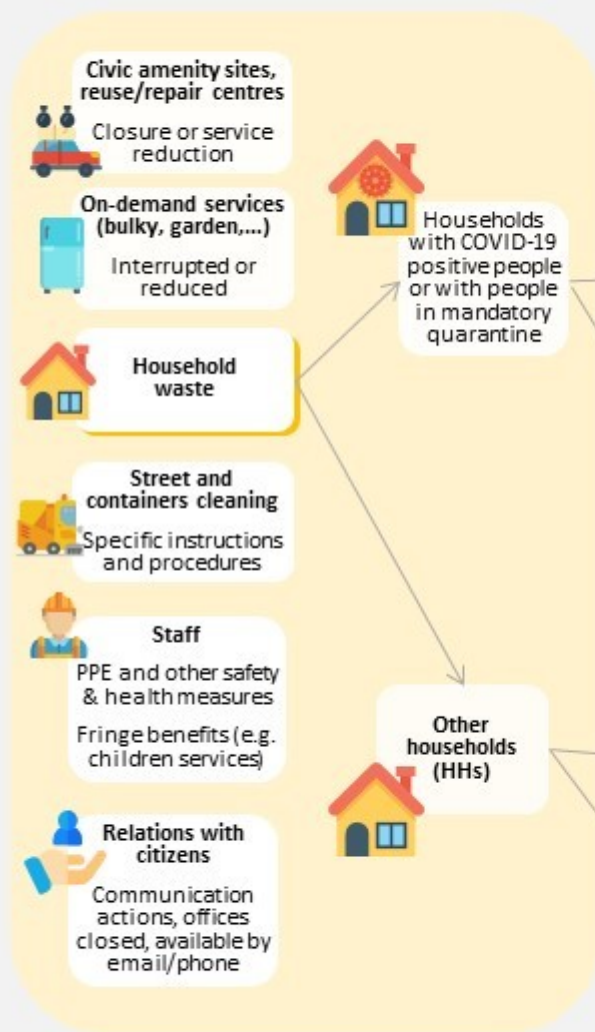 Civic amenity sites,
reuse/repair centres
Closure or service
reduction
On-demand services
(bulky, garden,...)
Interrupted or
reduced
Household
waste
Street and
containers cleaning
Specific instructions
and procedures
Staff
PPE and other safety
& health measures
Fringe benefits (e.g.
children services)
Relations with
citizens
Communication
actions, offices
closed, available by
email/phone
Households
with COVID-19
positive people
or with people
in mandatory
quarantine
Other
households
(HHs)